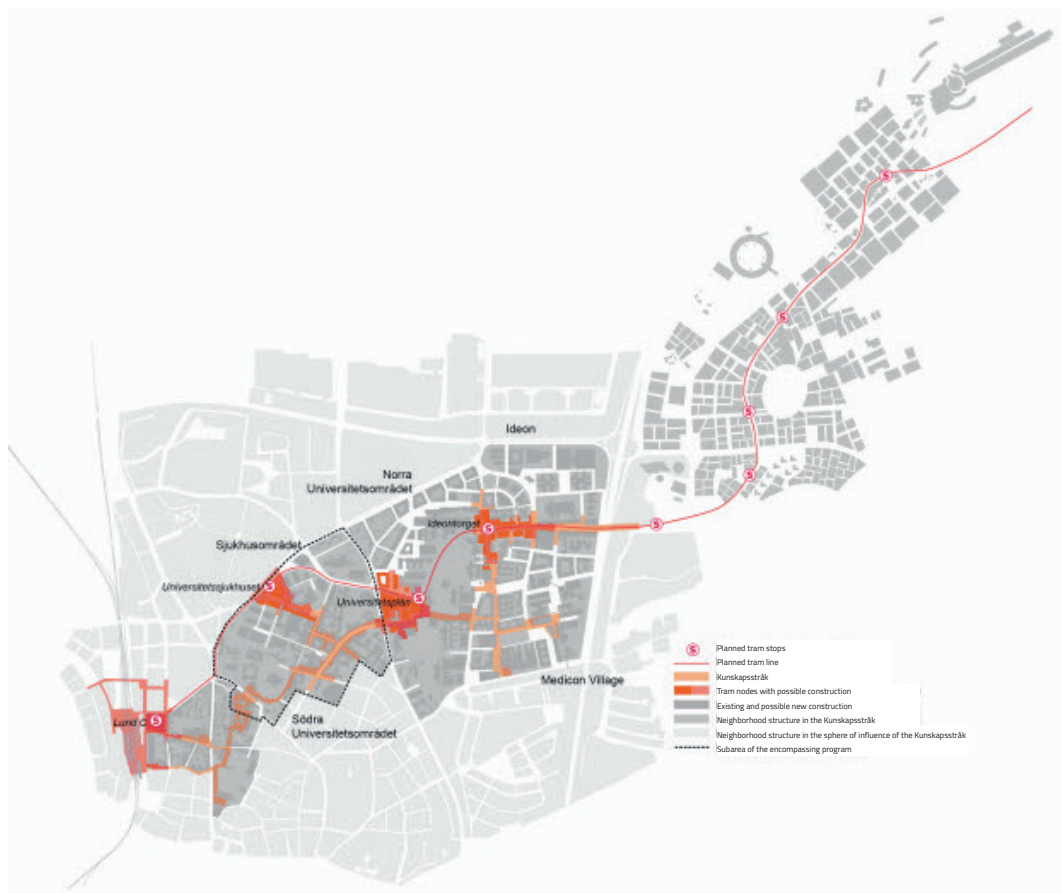 Ideon
Norra
Universitetsområdet
Ideontorget
Sjukhusområdet
Universitetssjukhuset
Universitetsplan
Medicon Village
Lund C
Södra
Universitetsområdet
S
S
S
S
S
S
S
S
S
S Planned tram stops
Planned tram line
Kunskapsstråk
Tram nodes with possible construction
Existing and possible new construction
Neighborhood structure in the Kunskapsstråk
Neighborhood structure in the sphere of influence of the Kunskapsstråk
Subarea of the encompassing program